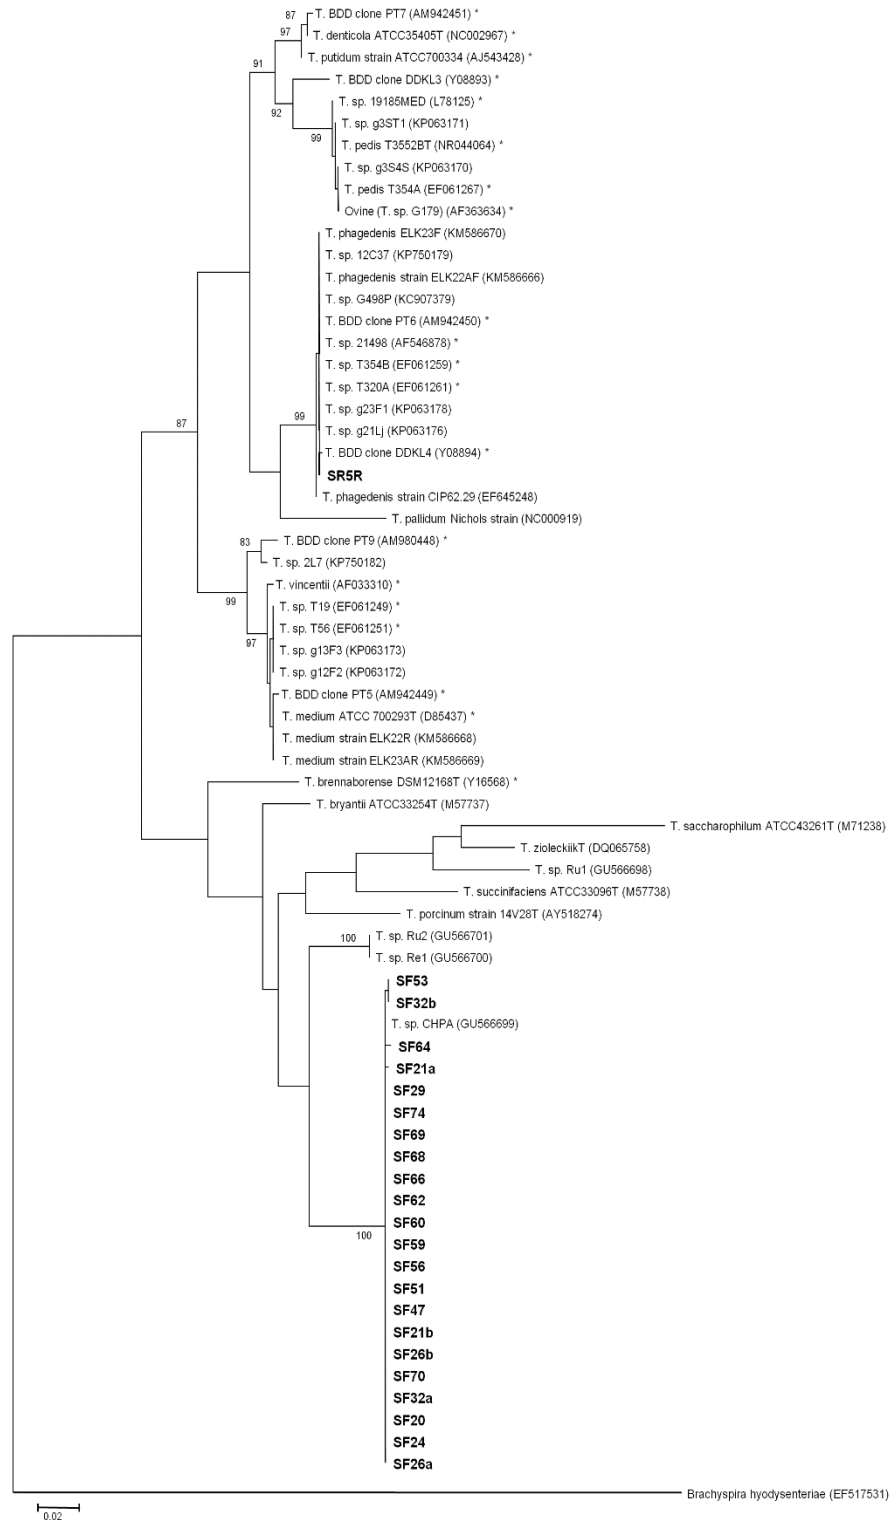 87
T. BDD clone PT7 (AM942451) *
97
T. denticola ATCC35405T (NC002967) *
T. putidum strain ATCC700334 (AJ543428) *
91
T. BDD clone DDKL3 (Y08893) *
T. sp. 19185MED (L78125) *
92
T. sp. g3ST1 (KP063171)
99
T. pedis T3552BT (NR044064) *
T. sp. g3S4S (KP063170)
T. pedis T354A (EF061267) *
Ovine (T. sp. G179) (AF363634) *
T. phagedenis ELK23F (KM586670)
T. sp. 12C37 (KP750179)
T. phagedenis strain ELK22AF (KM586666)
T. sp. G498P (KC907379)
T. BDD clone PT6 (AM942450) *
T. sp. 21498 (AF546878) *
T. sp. T354B (EF061259) *
T. sp. T320A (EF061261) *
T. sp. g23F1 (KP063178)
99
87
T. sp. g21Lj (KP063176)
T. BDD clone DDKL4 (Y08894) *
SR5R
T. phagedenis strain CIP62.29 (EF645248)
T. pallidum Nichols strain (NC000919)
83
T. BDD clone PT9 (AM980448) *
T. sp. 2L7 (KP750182)
T. vincentii (AF033310) *
99
T. sp. T19 (EF061249) *
T. sp. T56 (EF061251) *
97
T. sp. g13F3 (KP063173)
T. sp. g12F2 (KP063172)
T. BDD clone PT5 (AM942449) *
T. medium ATCC 700293T (D85437) *
T. medium strain ELK22R (KM586668)
T. medium strain ELK23AR (KM586669)
T. brennaborense DSM12168T (Y16568) *
T. bryantii ATCC33254T (M57737)
T. saccharophilum ATCC43261T (M71238)
T. zioleckiikT (DQ065758)
T. sp. Ru1 (GU566698)
T. succinifaciens ATCC33096T (M57738)
T. porcinum strain 14V28T (AY518274)
100
T. sp. Ru2 (GU566701)
T. sp. Re1 (GU566700)
SF53
SF32b
T. sp. CHPA (GU566699)
SF64
SF21a
SF29
SF74
SF69
SF68
SF66
SF62
SF60
100
SF59
SF56
SF51
SF47
SF21b
SF26b
SF70
SF32a
SF20
SF24
SF26a
Brachyspira hyodysenteriae (EF517531)
0.02